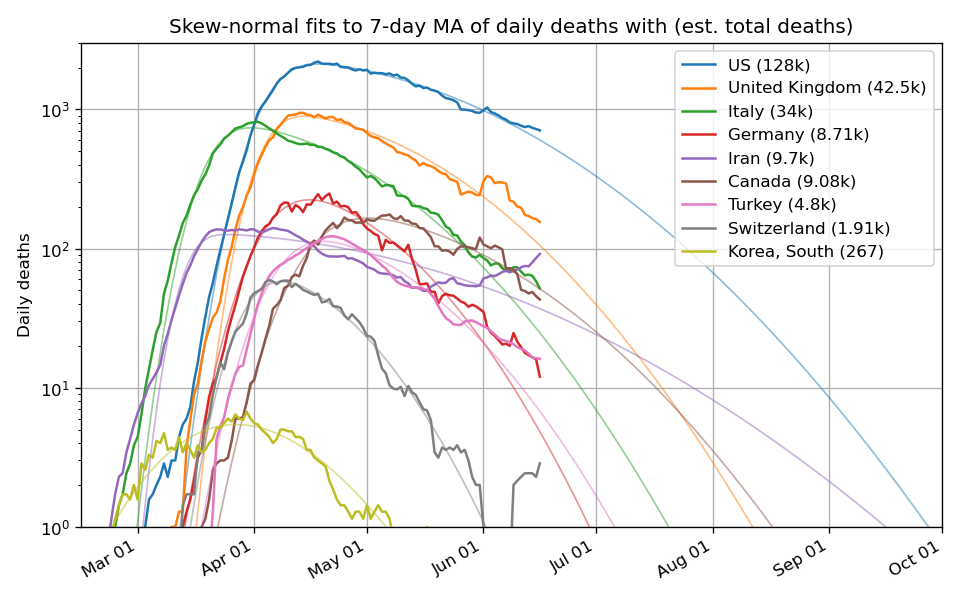 Skew-normal fits to 7-day MA of daily deaths with (est. total deaths)
Daily deaths
10³
10²
10¹
10⁰
US (128k)
United Kingdom (42.5k)
Italy (34k)
Germany (8.71k)
Iran (9.7k)
Canada (9.08k)
Turkey (4.8k)
Switzerland (1.91k)
Korea, South (267)
Mar 01
Apr 01
May 01
Jun 01
Jul 01
Aug 01
Sep 01
Oct 01